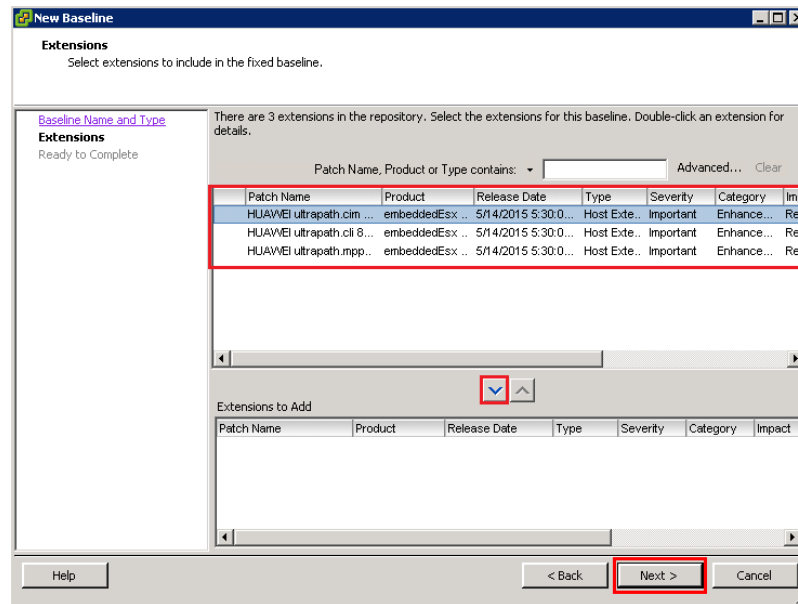 New Baseline
Extensions
Select extensions to include in the fixed baseline.
Baseline Name and Type
Extensions
Ready to Complete
There are 3 extensions in the repository. Select the extensions for this baseline. Double-click an extension for
details.
Patch Name, Product or Type contains: Advanced... Clear
Patch Name Product Release Date Type Severity Category Im
HUAWEI ultrapath.cim ... embeddedEsx .. 5/14/2015 5:30:0... Host Exte.. Important Enhance... Re
HUAWEI ultrapath.cli 8... embeddedEsx .. 5/14/2015 5:30:0... Host Exte.. Important Enhance... Re
HUAWEI ultrapath.mpp.. embeddedEsx .. 5/14/2015 5:30:0... Host Exte.. Important Enhance... Re
Extensions to Add
Patch Name Product Release Date Type Severity Category Impact
Help < Back Next > Cancel